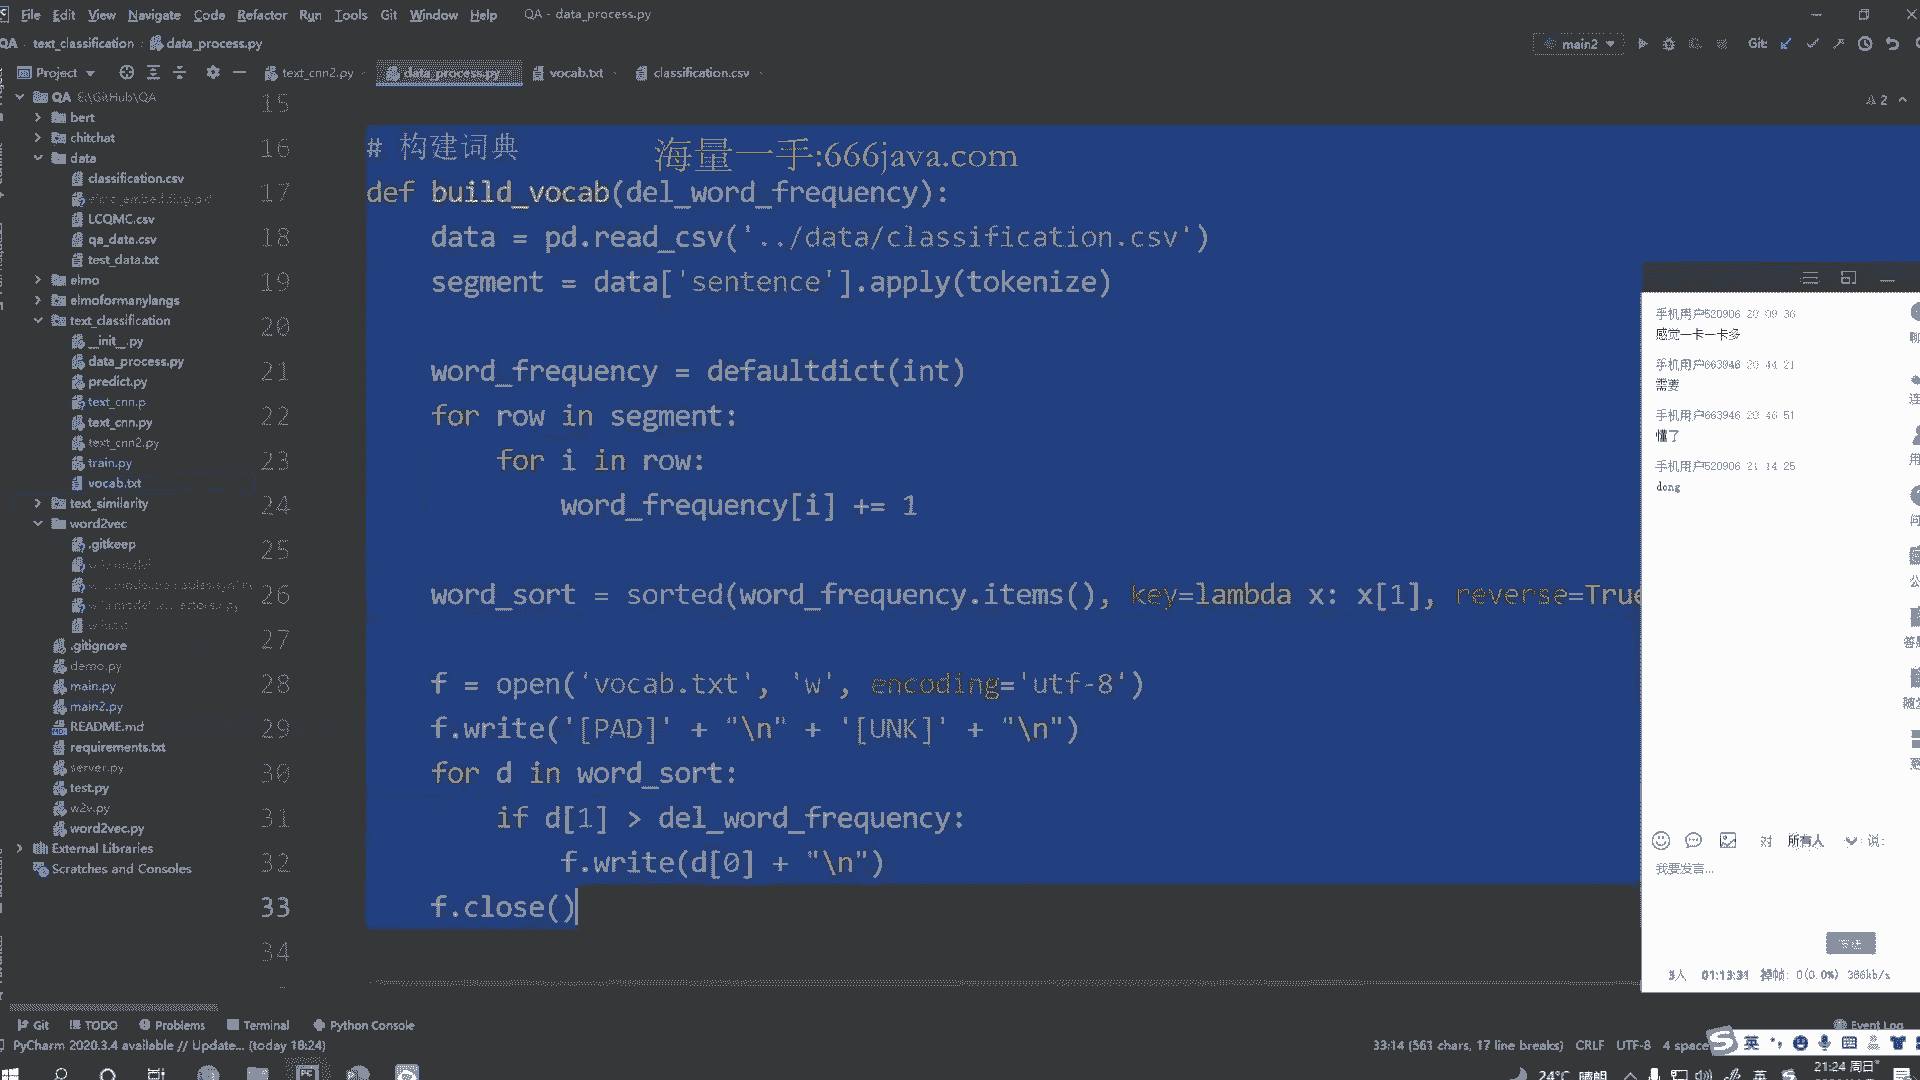 File Edit View Navigate Code Refactor Run Tools Git Window Help QA - data_process.py
QA text_classification data_process.py main2 Git:
Project text_cnn2.py data_process.py vocab.txt classification.csv
QA E:\GitHub\QA
bert
chitchat
data
classification.csv
LCQMC.csv
qa_data.csv
test_data.txt
elmo
elmoformanylangs
text_classification
__init__.py
data_process.py
predict.py
text_cnn.p
text_cnn.py
text_cnn2.py
train.py
vocab.txt
text_similarity
word2vec
.gitkeep
.gitignore
demo.py
main.py
main2.py
README.md
requirements.txt
server.py
test.py
w2v.py
word2vec.py
External Libraries
Scratches and Consoles
2
15
16 # 构建词典
海量一手:666java.com
17 def build_vocab(del_word_frequency):
18 data = pd.read_csv('../data/classification.csv')
19 segment = data['sentence'].apply(tokenize)
20
21 word_frequency = defaultdict(int)
22 for row in segment:
23 for i in row:
24 word_frequency[i] += 1
25
26 word_sort = sorted(word_frequency.items(), key=lambda x: x[1], reverse=True
27
28 f = open('vocab.txt', 'w', encoding='utf-8')
29 f.write('[PAD]' + "\n" + '[UNK]' + "\n")
30 for d in word_sort:
31 if d[1] > del_word_frequency:
32 f.write(d[0] + "\n")
33 f.close()
34
手机用户520906 20:09:36
感觉一卡一卡多
手机用户663946 20:44:21
需要
手机用户663946 20:46:51
懂了
手机用户520906 21:14:25
dong
对 所有人 说:
我要发言...
发送
3人 01:13:31 掉帧: 0(0.0%) 386kb/s
Git TODO Problems Terminal Python Console Event Log
PyCharm 2020.3.4 available // Update... (today 18:24) 33:14 (561 chars, 17 line breaks) CRLF UTF-8 4 space
英
24°C 晴朗 英 21:24 周日